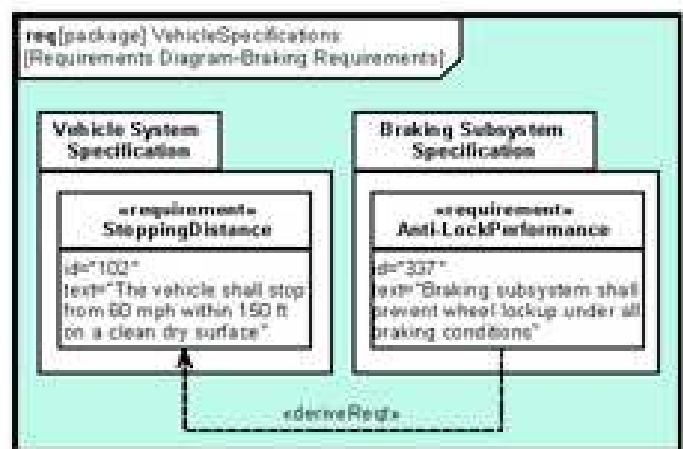 req[package] VehicleSpecifications
[Requirements Diagram-Braking Requirements]
Vehicle System
Specification
Braking Subsystem
Specification
«requirement»
StoppingDistance
id="102"
text="The vehicle shall stop
from 60 mph within 150 ft
on a clean dry surface"
«requirement»
Anti-LockPerformance
id="337"
text="Braking subsystem shall
prevent wheel lockup under all
braking conditions"
«deriveReqt»